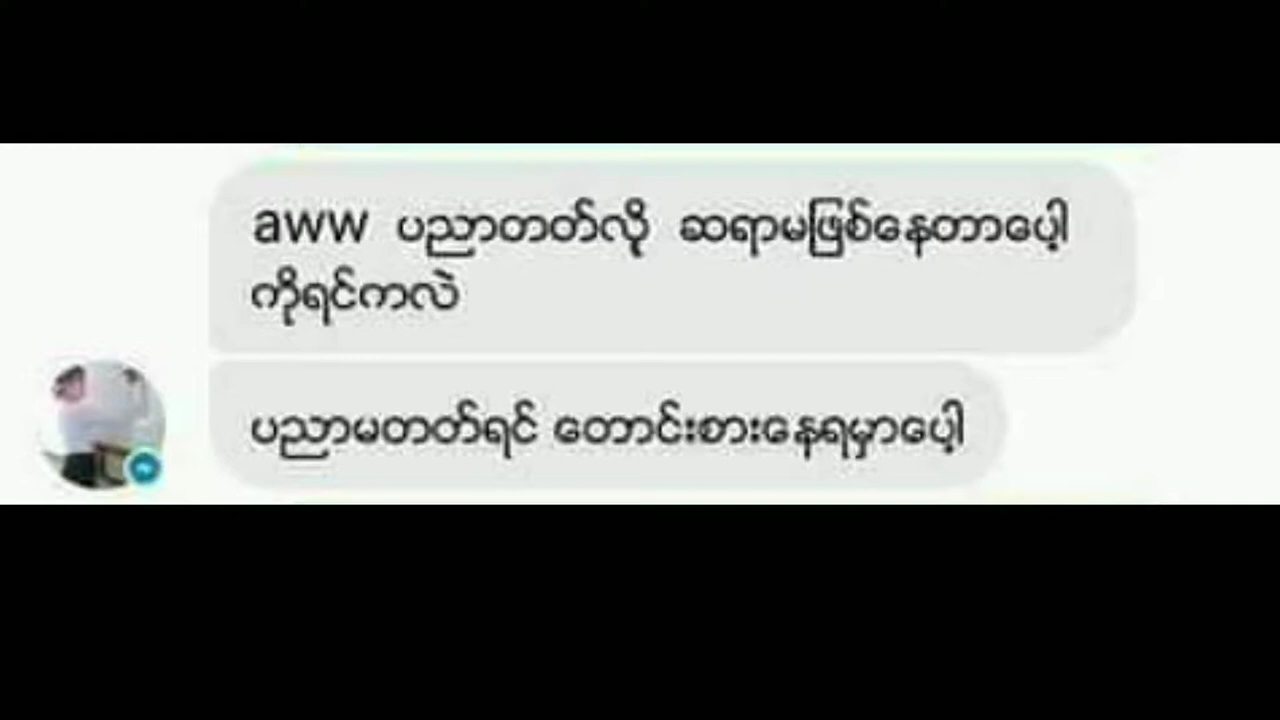 aww ပညာတတ်လို ဆရာမဖြစ်နေတာပေါ့
ကိုရင်ကလဲ
ပညာမတတ်ရင် တောင်းစားနေရမှာပေါ့